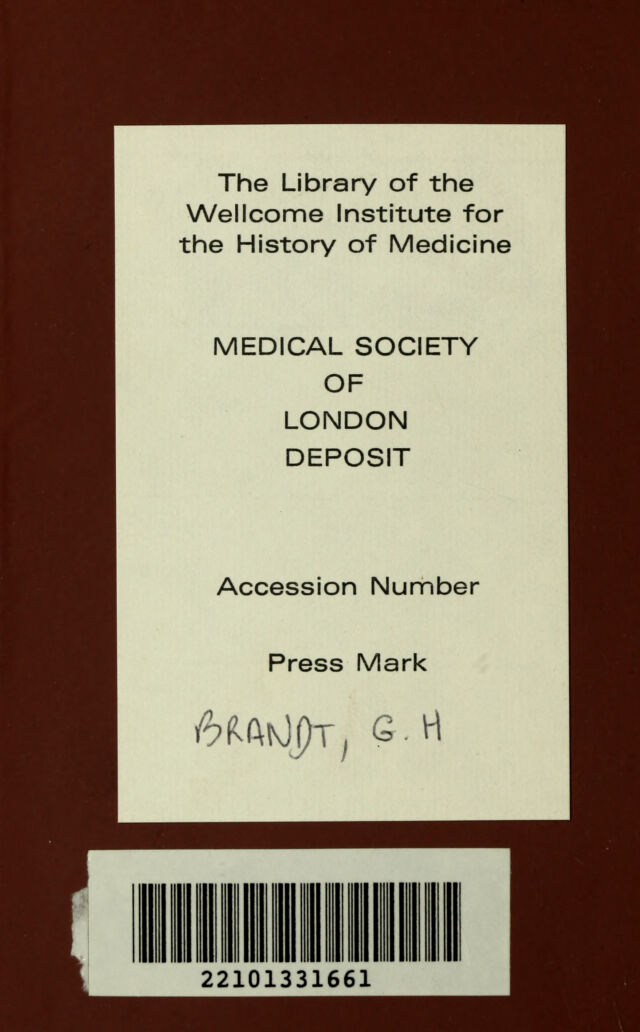 The Library of the
Wellcome Institute for
the History of Medicine
MEDICAL SOCIETY
OF
LONDON
DEPOSIT
Accession Number
Press Mark
BRANDT, G. H
22101331661